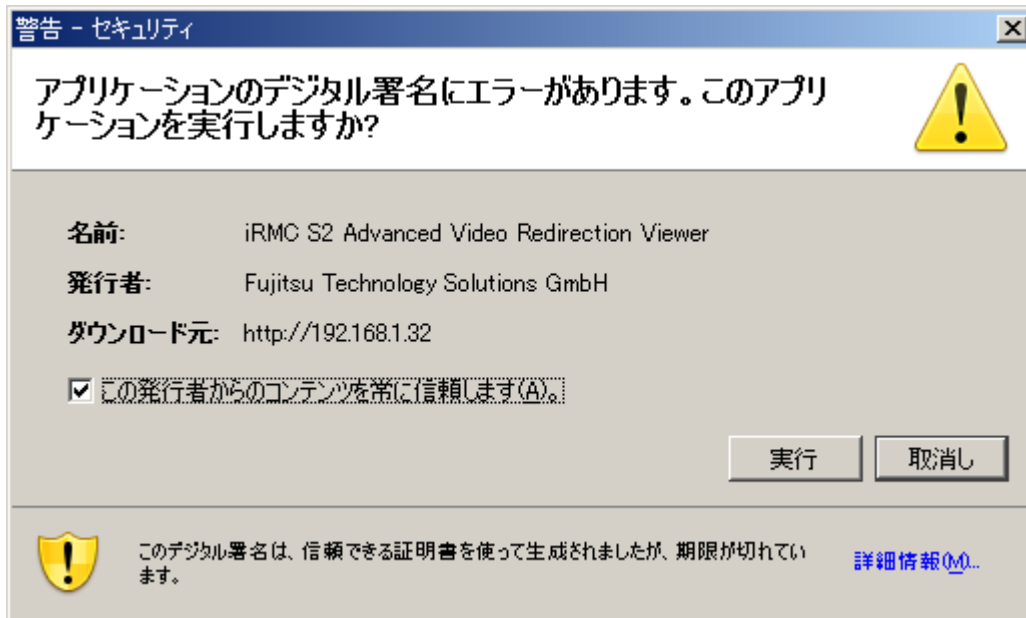 警告 - セキュリティ
アプリケーションのデジタル署名にエラーがあります。このアプリ
ケーションを実行しますか?
名前: iRMC S2 Advanced Video Redirection Viewer
発行者: Fujitsu Technology Solutions GmbH
ダウンロード元: http://192.168.1.32
この発行者からのコンテンツを常に信頼します(A)。
実行 取消し
このデジタル署名は、信頼できる証明書を使って生成されましたが、期限が切れてい
ます。
詳細情報(M)...